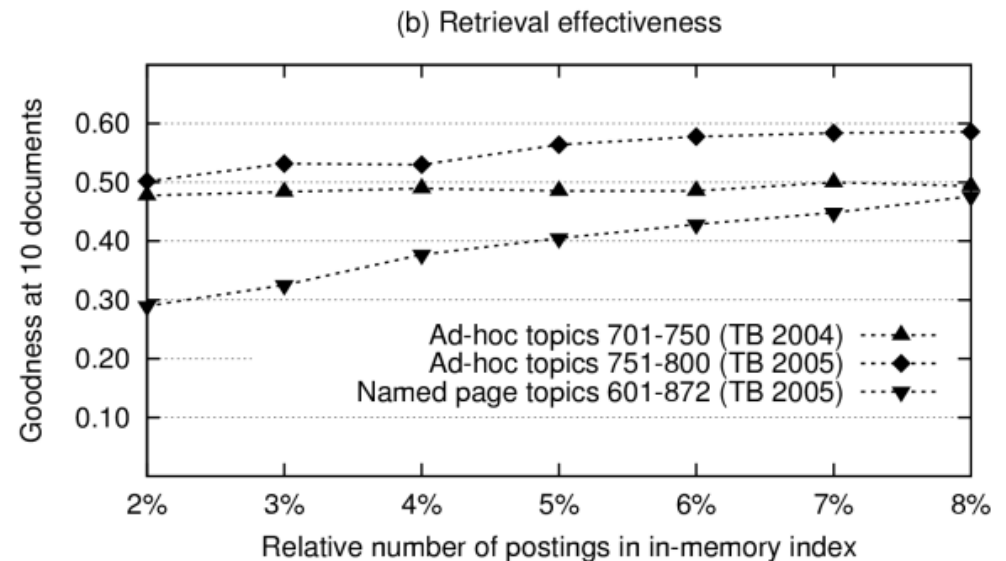 (b) Retrieval effectiveness
Goodness at 10 documents
0.60
0.50
0.40
0.30
0.20
0.10
Ad-hoc topics 701-750 (TB 2004)
Ad-hoc topics 751-800 (TB 2005)
Named page topics 601-872 (TB 2005)
2% 3% 4% 5% 6% 7% 8%
Relative number of postings in in-memory index